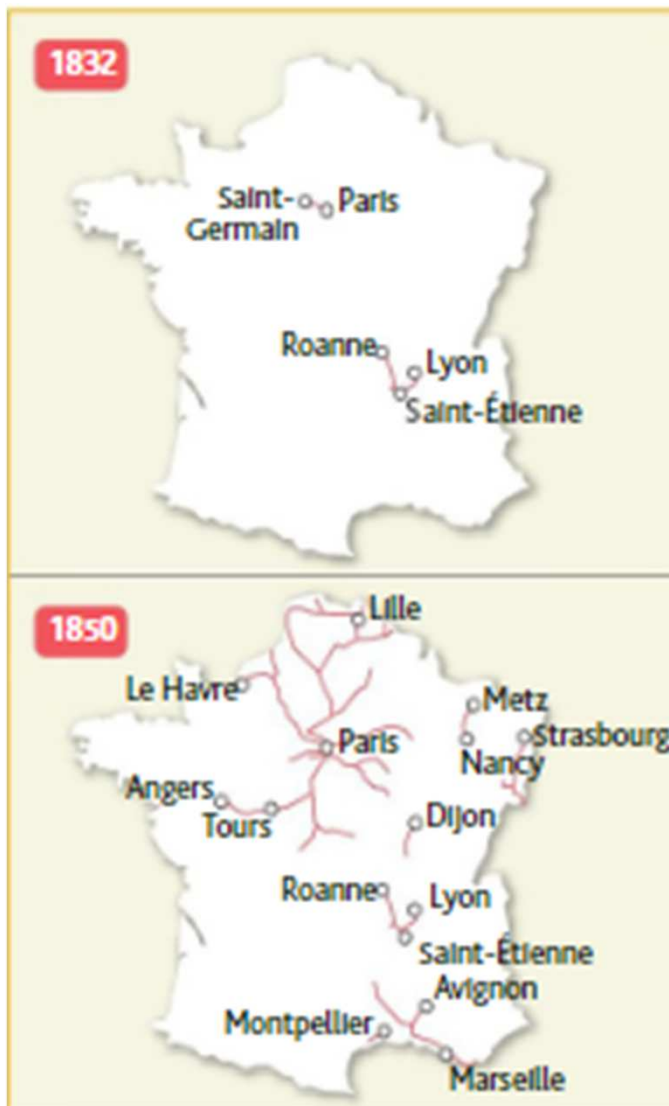 1832
Saint-
Germain
Paris
Roanne
Lyon
Saint-Étienne
1850
Lille
Le Havre
Metz
Paris
Strasbourg
Nancy
Angers
Tours
Dijon
Roanne
Lyon
Saint-Étienne
Avignon
Montpellier
Marseille